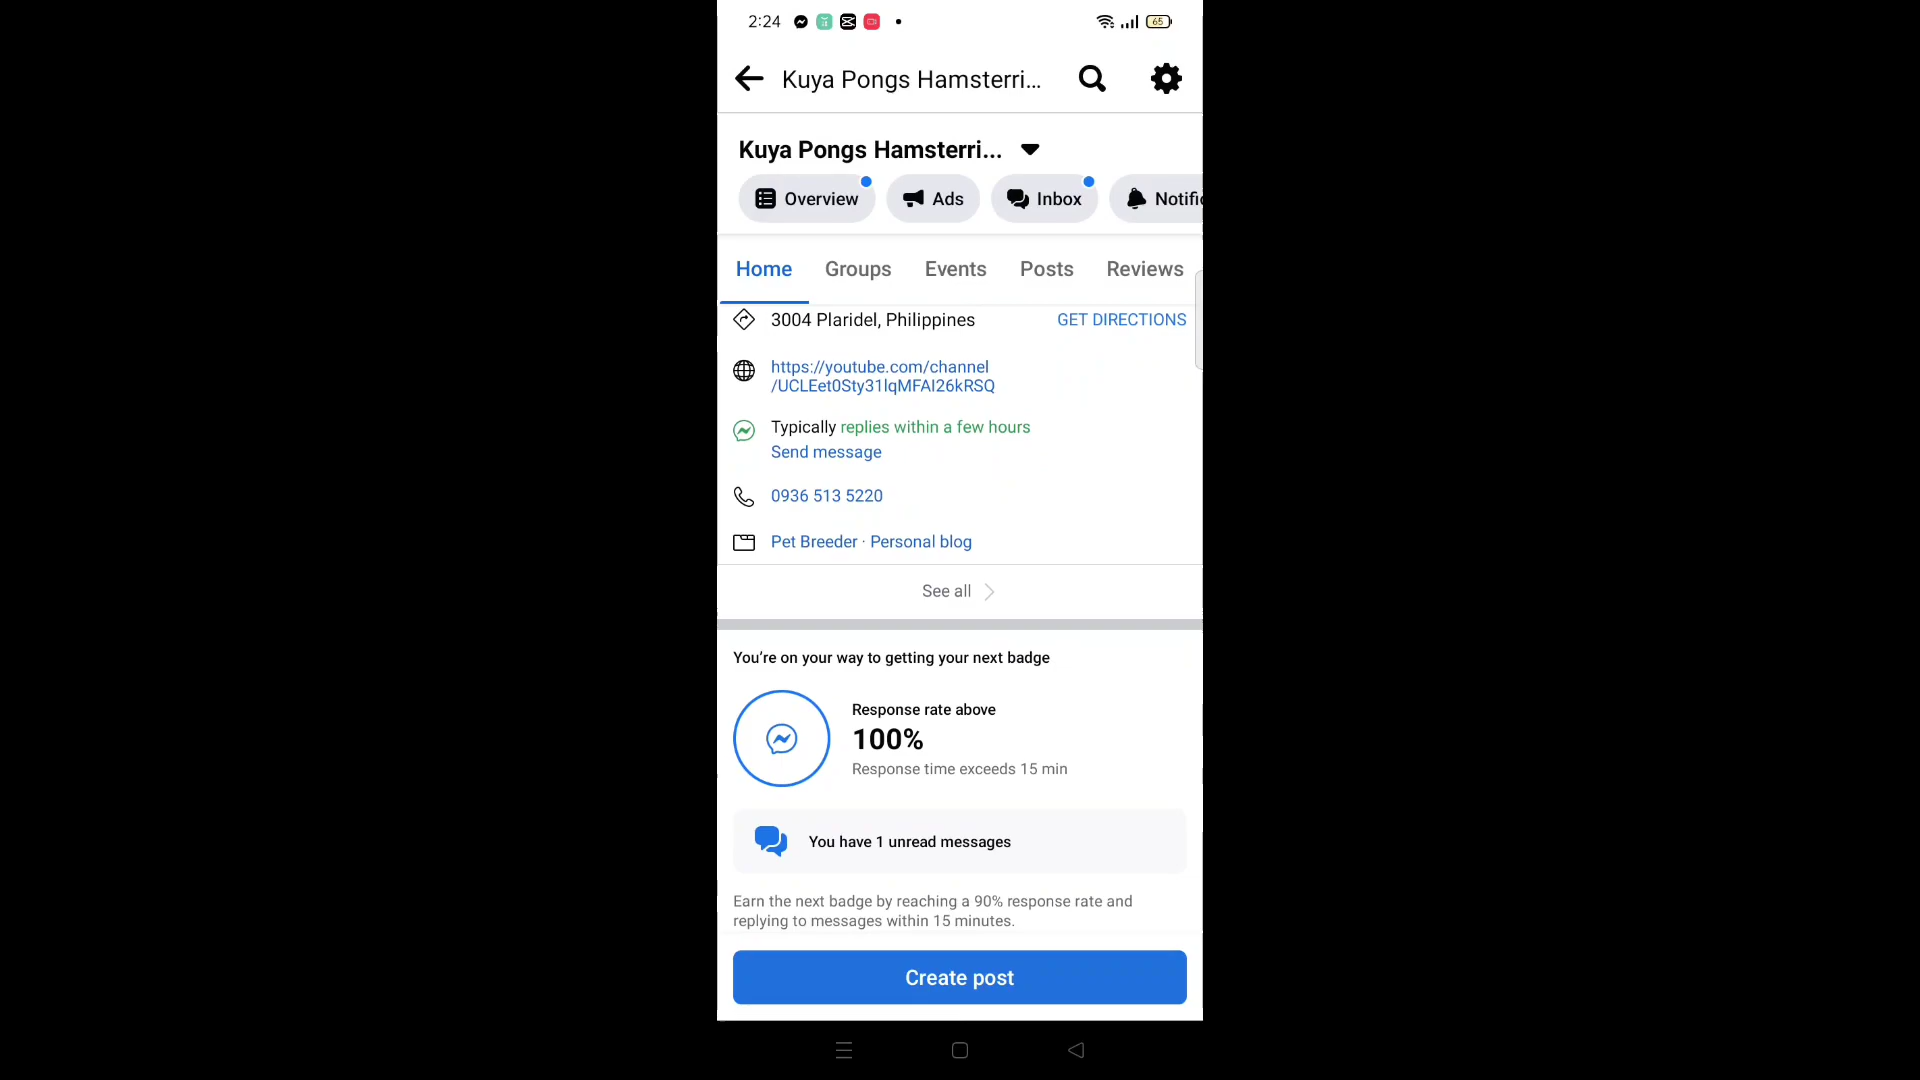 2:24
65
Kuya Pongs Hamsterri...
Kuya Pongs Hamsterri...
Overview
Ads
Inbox
Notific
Home
Groups
Events
Posts
Reviews
3004 Plaridel, Philippines
GET DIRECTIONS
https://youtube.com/channel
/UCLEet0Sty31lqMFAI26kRSQ
Typically replies within a few hours
Send message
0936 513 5220
Pet Breeder · Personal blog
See all
You’re on your way to getting your next badge
Response rate above
100%
Response time exceeds 15 min
You have 1 unread messages
Earn the next badge by reaching a 90% response rate and
replying to messages within 15 minutes.
Create post